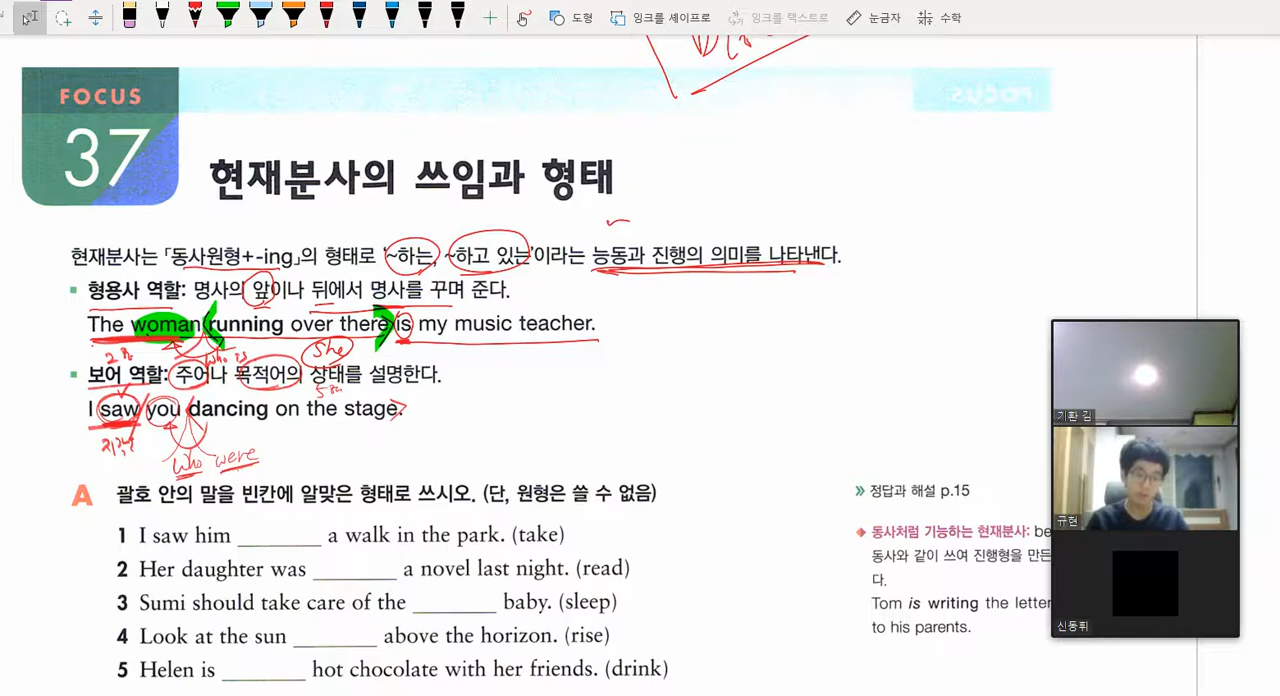 도형
잉크를 셰이프로
잉크를 텍스트로
눈금자
수학
FOCUS
37
현재분사의 쓰임과 형태
현재분사는 「동사원형+-ing」의 형태로 '~하는, ~하고 있는'이라는 능동과 진행의 의미를 나타낸다.
형용사 역할: 명사의 앞이나 뒤에서 명사를 꾸며 준다.
The woman running over there is my music teacher.
who is
she
보어 역할: 주어나 목적어의 상태를 설명한다.
I saw you dancing on the stage.
who were
A 괄호 안의 말을 빈칸에 알맞은 형태로 쓰시오. (단, 원형은 쓸 수 없음)
1 I saw him ________ a walk in the park. (take)
2 Her daughter was ________ a novel last night. (read)
3 Sumi should take care of the ________ baby. (sleep)
4 Look at the sun ________ above the horizon. (rise)
5 Helen is ________ hot chocolate with her friends. (drink)
» 정답과 해설 p.15
동사처럼 기능하는 현재분사: be
동사와 같이 쓰여 진행형을 만든
다.
Tom is writing the letter
to his parents.
기환 김
규현
신동휘